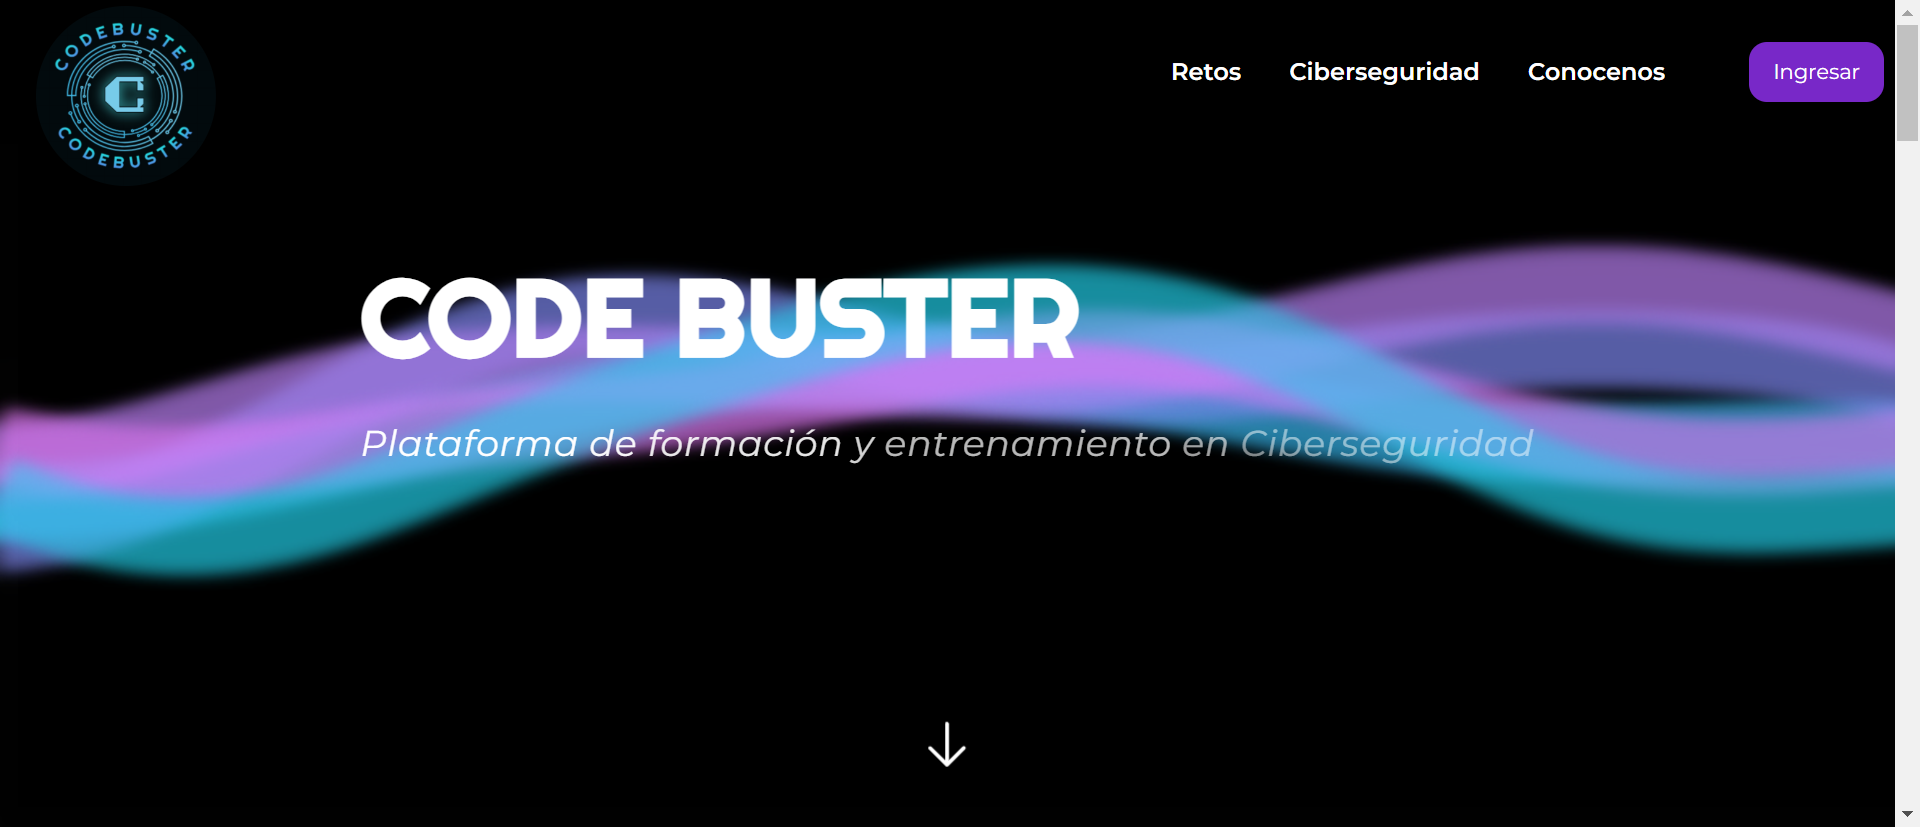 CODEBUSTER
C
CODEBUSTER
Retos Ciberseguridad Conocenos Ingresar
CODE BUSTER
Plataforma de formación y entrenamiento en Ciberseguridad